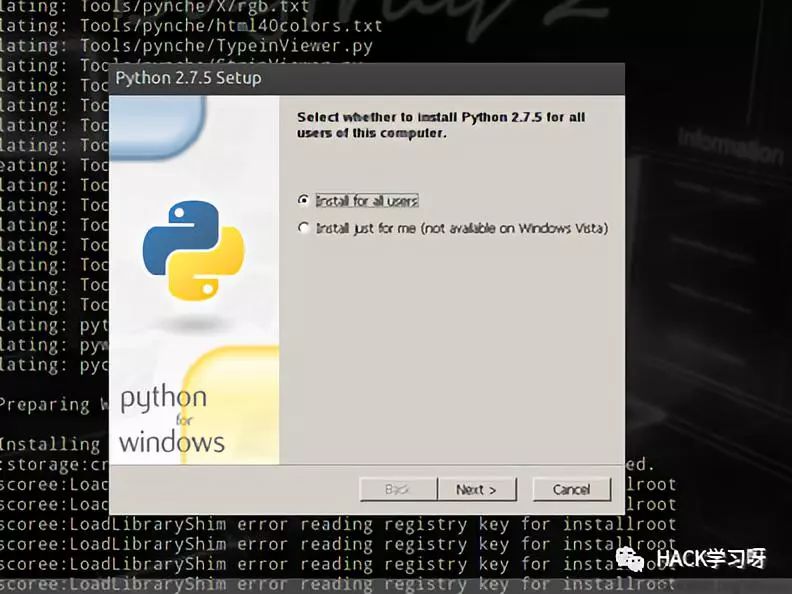 lating: Tools/pynche/X/rgb.txt
lating: Tools/pynche/html40colors.txt
lating: Tools/pynche/TypeinViewer.py
lating: Tools/pynche/StripViewer.py
Python 2.7.5 Setup
lating: Too
Select whether to install Python 2.7.5 for all
users of this computer.
lating: Too
lating: Too
Information
eating: Too
lating: Too
Install for all users
lating: Too
Install just for me (not available on Windows Vista)
lating: Too
lating: Too
lating: Too
lating: Too
lating: pyt
lating: pyw
lating: pyc
python
for
windows
Preparing W
Installing
:storage:cr
ed.
Back
Next >
Cancel
scoree:Load
llroot
scoree:Load
llroot
scoree:LoadLibraryShim error reading registry key for installroot
scoree:LoadLibraryShim error reading registry key for installroot
scoree:LoadLibraryShim error reading registry key for installroot
scoree:LoadLibraryShim error reading registry key for installroot
HACK学习呀